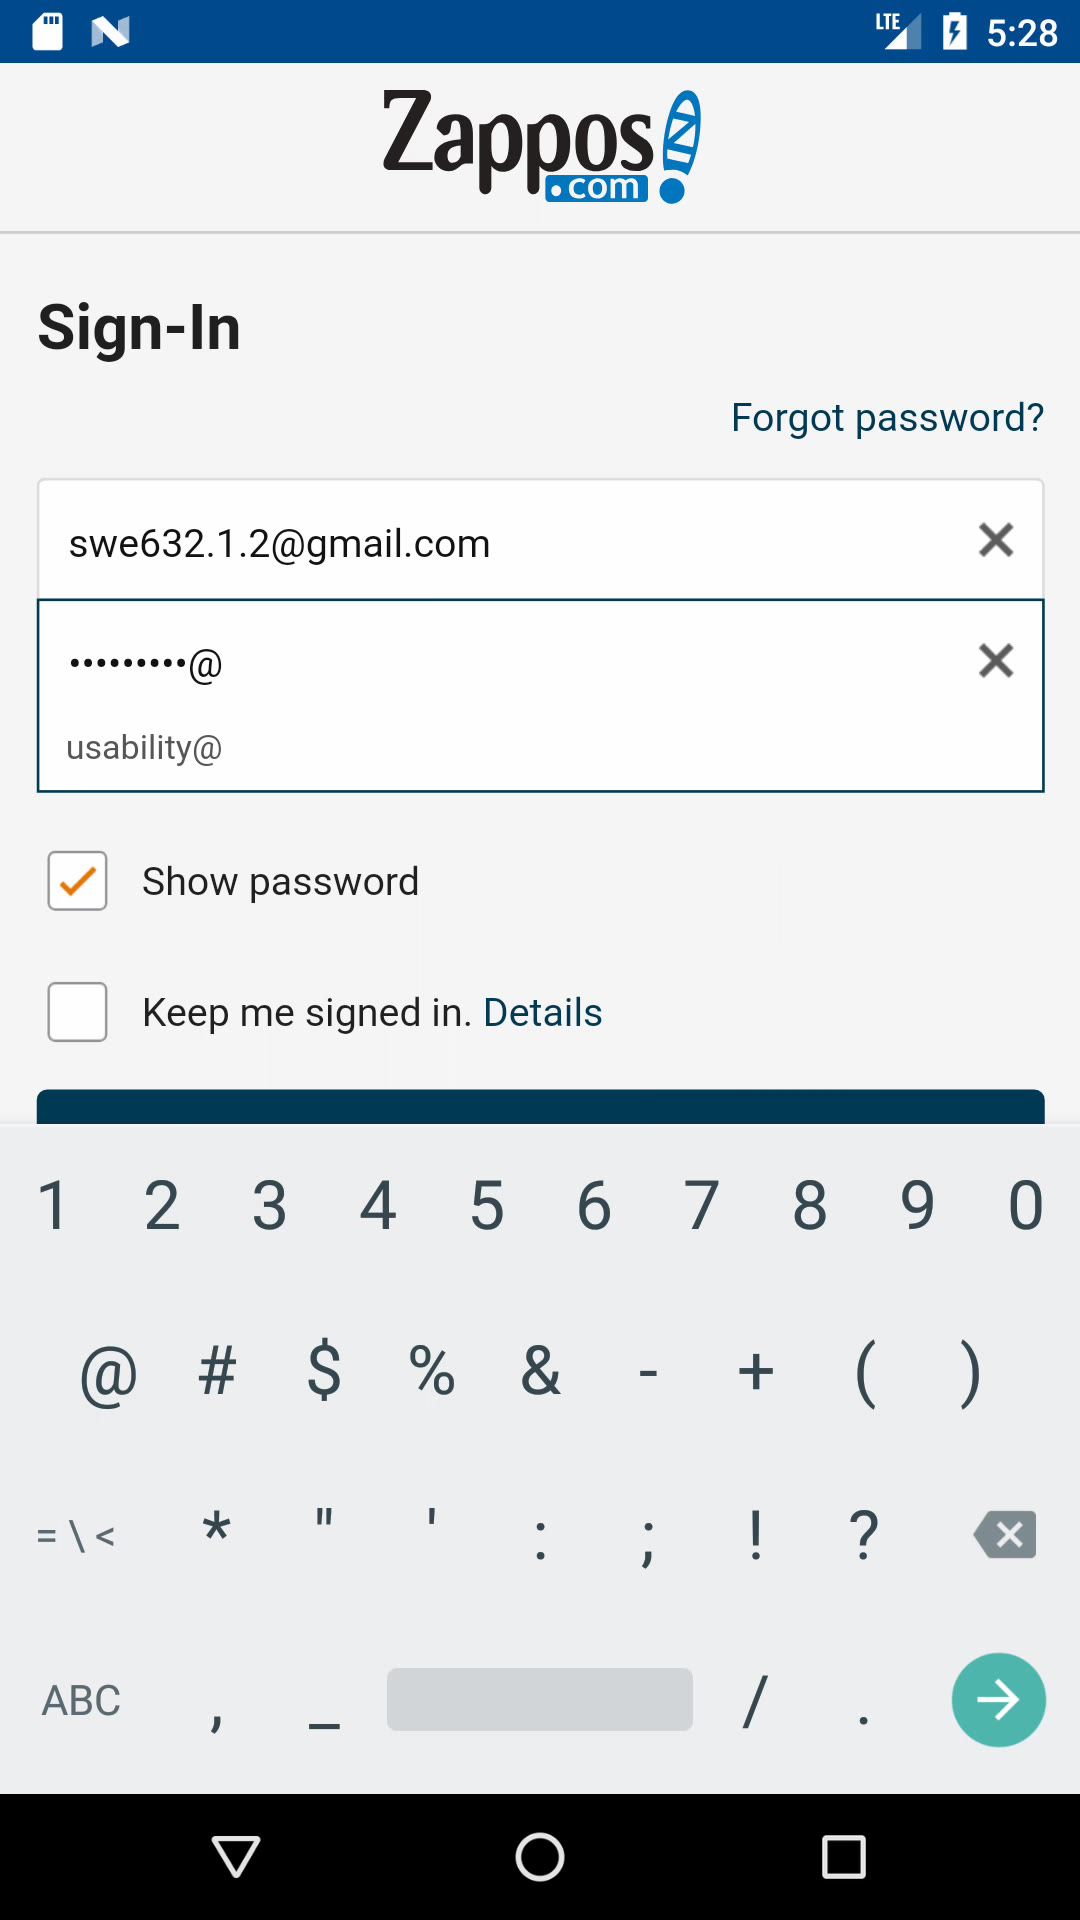 LTE 5:28
Zappos
.com
Sign-In
Forgot password?
swe632.1.2@gmail.com
•••••••••@
usability@
Show password
Keep me signed in. Details
1 2 3 4 5 6 7 8 9 0
@ # $ % & - + ( )
= \ < * " ' : ; ! ?
ABC , _ / .